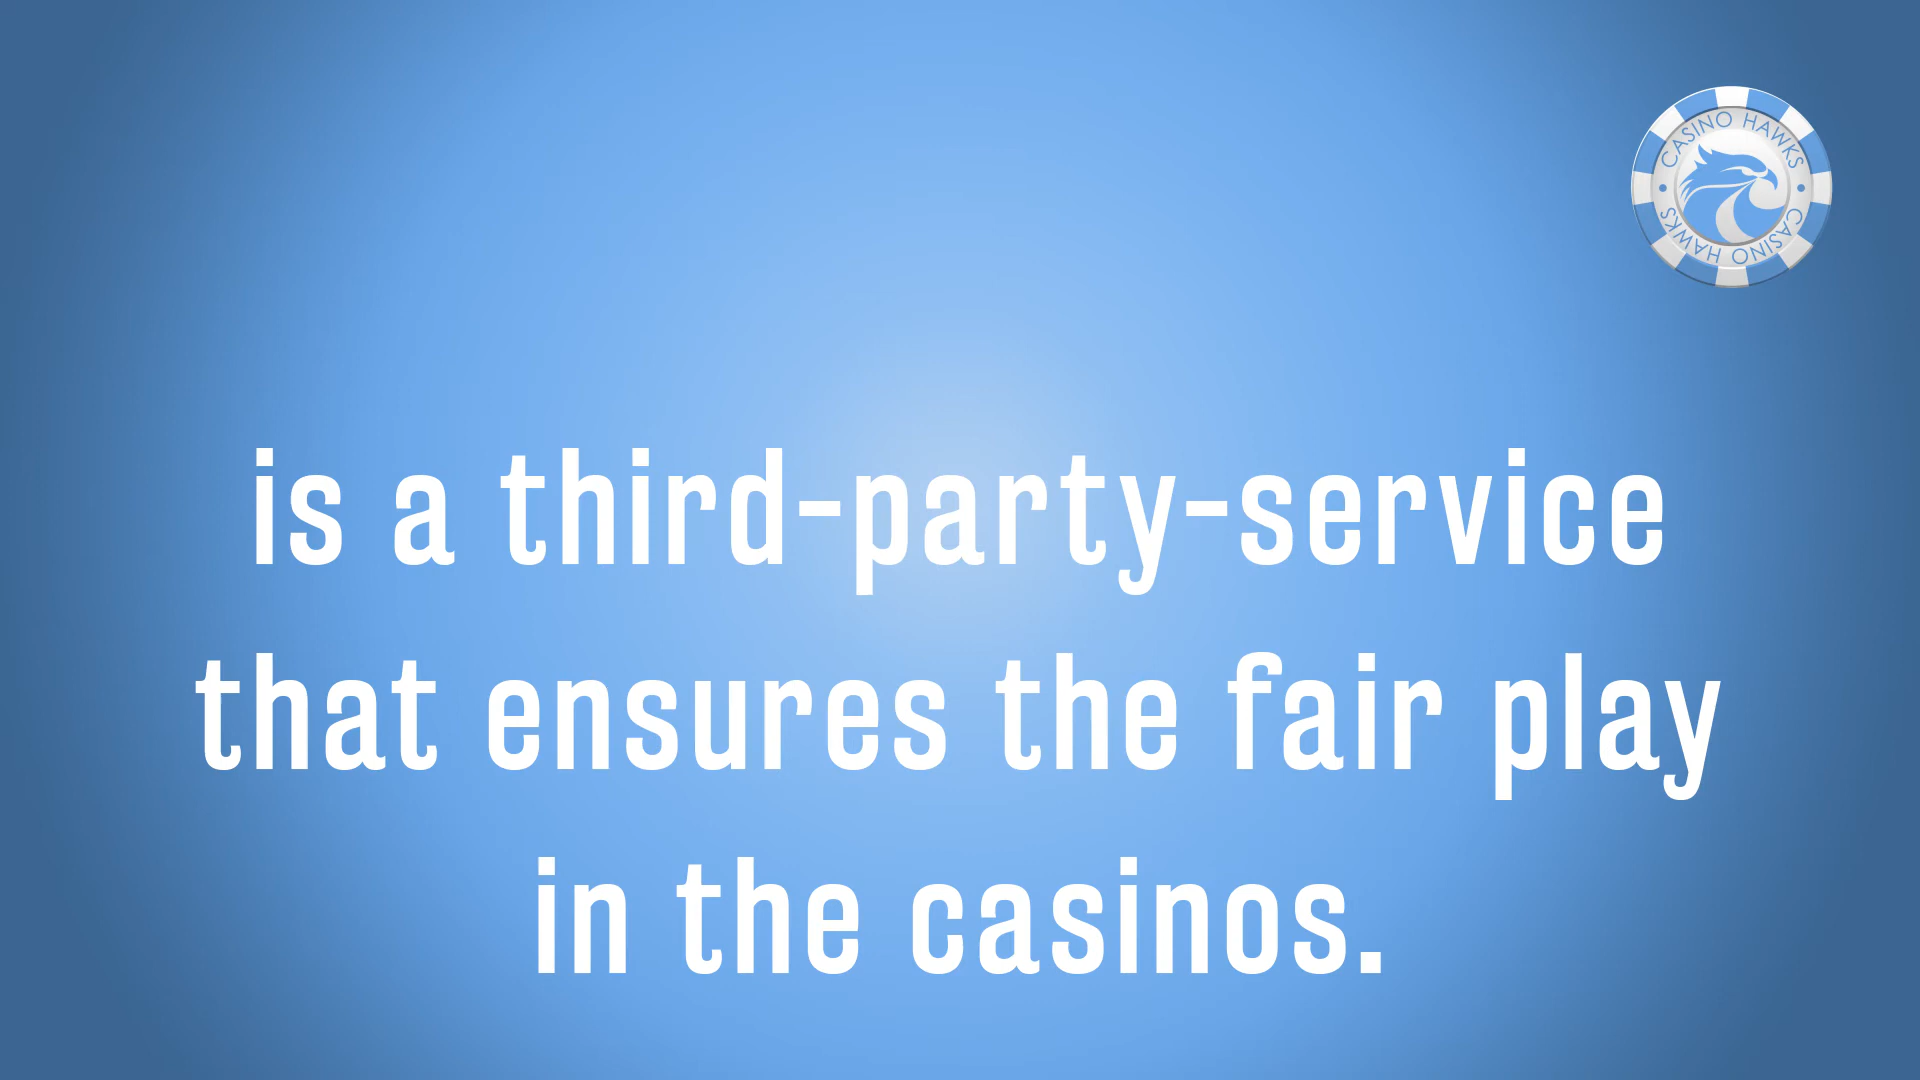 CASINO HAWKS
CASINO HAWKS
is a third-party-service
that ensures the fair play
in the casinos.